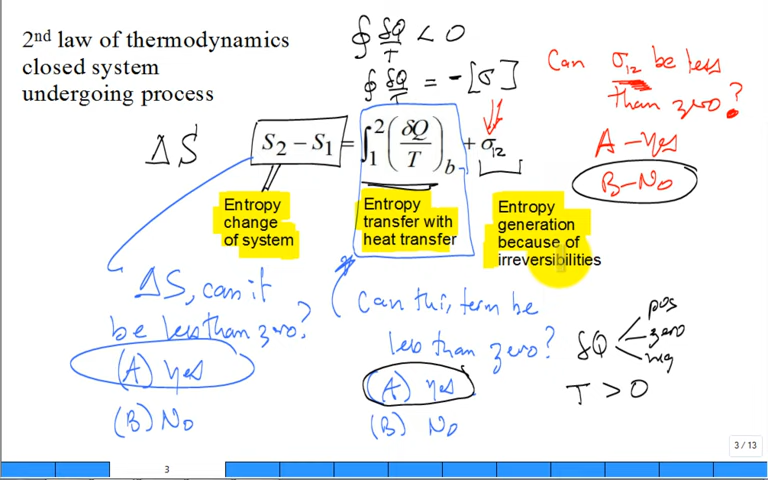 2nd law of thermodynamics
closed system
undergoing process
∮ δQ/T < 0
∮ δQ/T = -[σ]
Can σ12 be less
than zero?
A - Yes
B - No
ΔS
S2 − S1 = ∫1^2 (δQ/T)b + σ12
Entropy
change
of system
Entropy
transfer with
heat transfer
Entropy
generation
because of
irreversibilities
ΔS, can it
be less than zero?
(A) Yes
(B) No
Can this term be
less than zero?
(A) Yes
(B) No
δQ
pos
zero
neg
T > 0
3 / 13
3